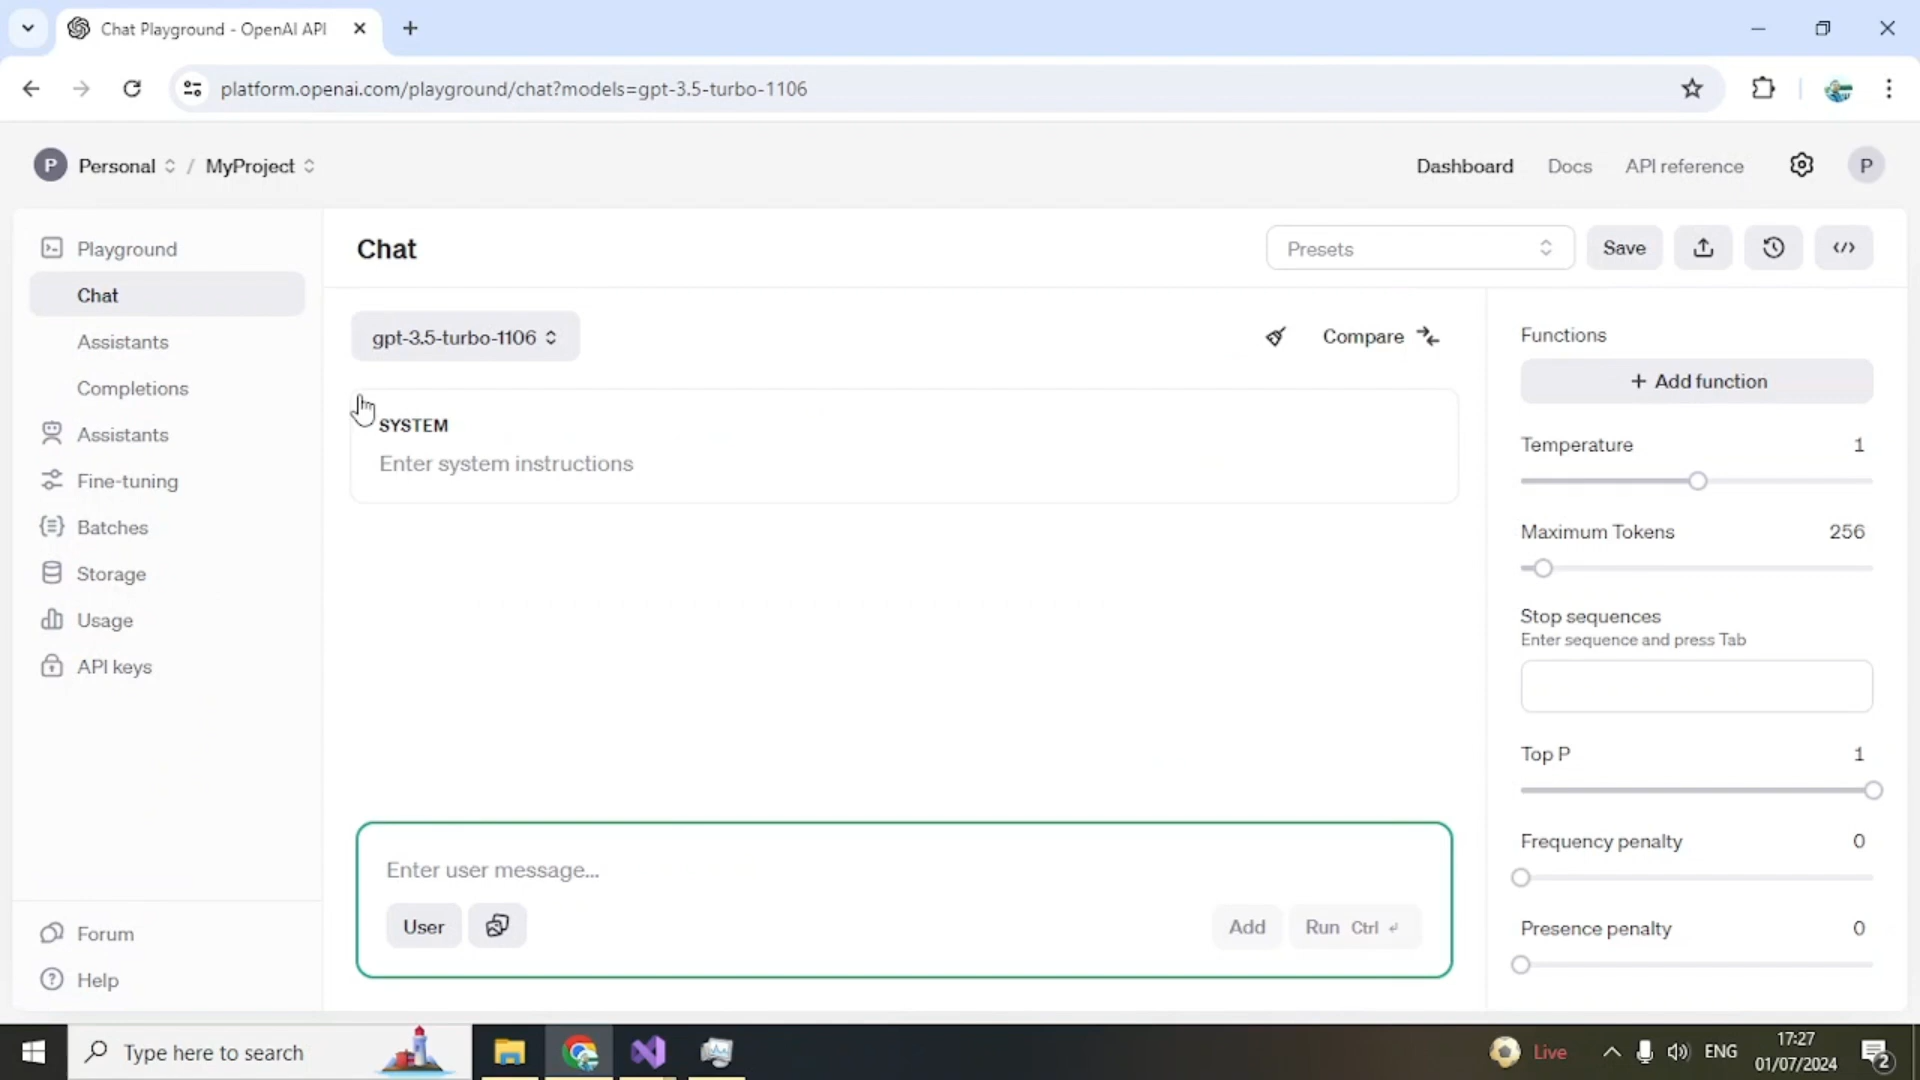 Chat Playground - OpenAI API
platform.openai.com/playground/chat?models=gpt-3.5-turbo-1106
P Personal / MyProject
Dashboard Docs API reference P
Playground
Chat
Assistants
Completions
Assistants
Fine-tuning
Batches
Storage
Usage
API keys
Forum
Help
Chat
Presets Save
gpt-3.5-turbo-1106
Compare
SYSTEM
Enter system instructions
Enter user message...
User Add Run Ctrl ↵
Functions
+ Add function
Temperature 1
Maximum Tokens 256
Stop sequences
Enter sequence and press Tab
Top P 1
Frequency penalty 0
Presence penalty 0
Type here to search
Live
ENG
17:27
01/07/2024
2